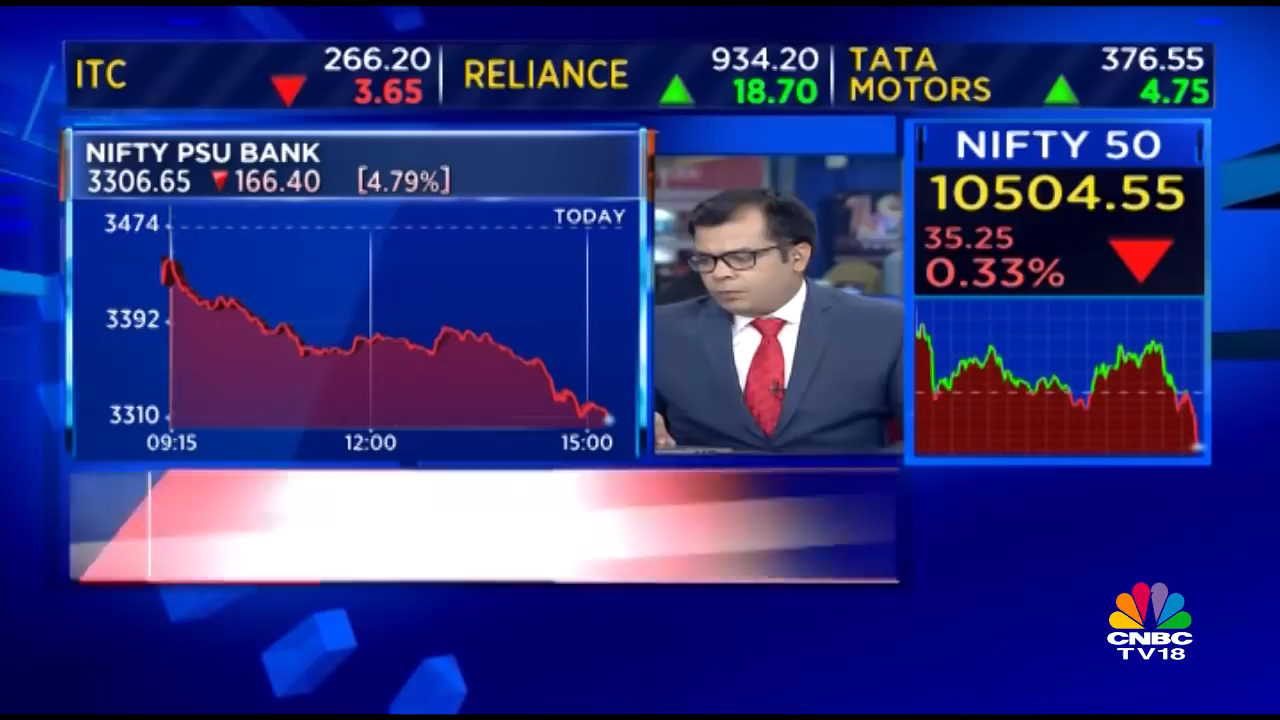 ITC
266.20
3.65
RELIANCE
934.20
18.70
TATA
MOTORS
376.55
4.75
NIFTY PSU BANK
3306.65 166.40 [4.79%]
TODAY
3474
3392
3310
09:15 12:00 15:00
NIFTY 50
10504.55
35.25
0.33%
CNBC
TV18